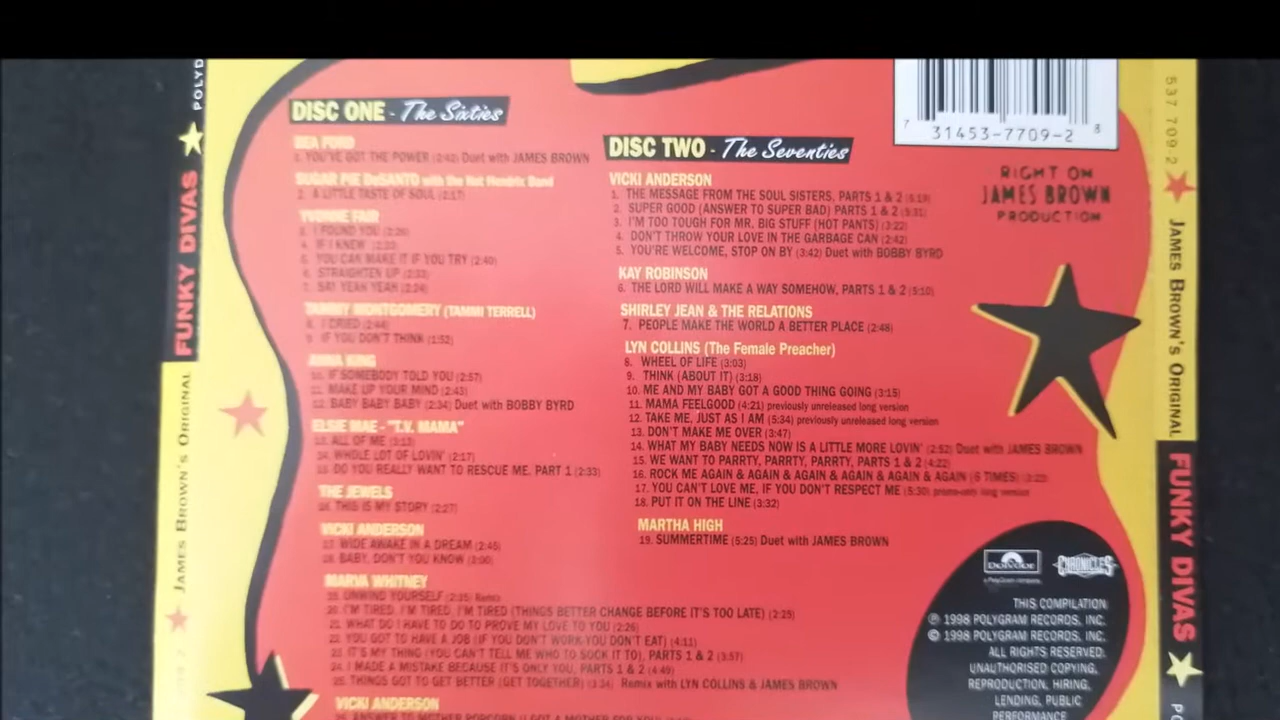 DISC ONE - The Sixties
BEA FORD
1. YOU'VE GOT THE POWER (2:43) Duet with JAMES BROWN
SUGAR PIE DeSANTO with the Nat Hendrix Band
2. A LITTLE TASTE OF SOUL (2:17)
YVONNE FAIR
3. I FOUND YOU
4. IF I KNEW
5. YOU CAN MAKE IT IF YOU TRY (2:40)
6. STRAIGHTEN UP
7. SAY YEAH YEAH
TAMMY MONTGOMERY (TAMMI TERRELL)
8. I CRIED (2:44)
9. IF YOU DON'T THINK (1:52)
ANNA KING
10. IF SOMEBODY TOLD YOU (2:57)
11. MAKE UP YOUR MIND (2:43)
12. BABY BABY BABY (2:34) Duet with BOBBY BYRD
ELSIE MAE - "T.V. MAMA"
13. ALL OF ME
14. WHOLE LOT OF LOVIN' (2:17)
15. DO YOU REALLY WANT TO RESCUE ME, PART 1 (2:33)
THE JEWELS
16. THIS IS MY STORY (2:27)
VICKI ANDERSON
17. WIDE AWAKE IN A DREAM (2:45)
18. BABY, DON'T YOU KNOW
MARVA WHITNEY
19. UNWIND YOURSELF (2:35) Remix
20. I'M TIRED, I'M TIRED, I'M TIRED (THINGS BETTER CHANGE BEFORE IT'S TOO LATE) (2:25)
21. WHAT DO I HAVE TO DO TO PROVE MY LOVE TO YOU (2:26)
22. YOU GOT TO HAVE A JOB (IF YOU DON'T WORK-YOU DON'T EAT) (4:11)
23. IT'S MY THING (YOU CAN'T TELL ME WHO TO SOCK IT TO), PARTS 1 & 2 (3:57)
24. I MADE A MISTAKE BECAUSE IT'S ONLY YOU, PARTS 1 & 2 (4:49)
25. THINGS GOT TO GET BETTER (GET TOGETHER) Remix with LYN COLLINS & JAMES BROWN
VICKI ANDERSON
26. ANSWER TO MOTHER POPCORN (I GOT A MOTHER FOR YOU)
DISC TWO - The Seventies
VICKI ANDERSON
1. THE MESSAGE FROM THE SOUL SISTERS, PARTS 1 & 2 (5:19)
2. SUPER GOOD (ANSWER TO SUPER BAD) PARTS 1 & 2 (5:31)
3. I'M TOO TOUGH FOR MR. BIG STUFF (HOT PANTS) (3:22)
4. DON'T THROW YOUR LOVE IN THE GARBAGE CAN (2:42)
5. YOU'RE WELCOME, STOP ON BY (3:42) Duet with BOBBY BYRD
KAY ROBINSON
6. THE LORD WILL MAKE A WAY SOMEHOW, PARTS 1 & 2 (5:10)
SHIRLEY JEAN & THE RELATIONS
7. PEOPLE MAKE THE WORLD A BETTER PLACE (2:48)
LYN COLLINS (The Female Preacher)
8. WHEEL OF LIFE (3:03)
9. THINK (ABOUT IT) (3:18)
10. ME AND MY BABY GOT A GOOD THING GOING (3:15)
11. MAMA FEELGOOD (4:21) previously unreleased long version
12. TAKE ME, JUST AS I AM (5:34) previously unreleased long version
13. DON'T MAKE ME OVER (3:47)
14. WHAT MY BABY NEEDS NOW IS A LITTLE MORE LOVIN' (2:52) Duet with JAMES BROWN
15. WE WANT TO PARRTY, PARRTY, PARRTY, PARTS 1 & 2 (4:22)
16. ROCK ME AGAIN & AGAIN & AGAIN & AGAIN & AGAIN & AGAIN (6 TIMES)
17. YOU CAN'T LOVE ME, IF YOU DON'T RESPECT ME (5:30) promo-only long version
18. PUT IT ON THE LINE (3:32)
MARTHA HIGH
19. SUMMERTIME (5:25) Duet with JAMES BROWN
7 31453-7709-2 8
RIGHT ON
JAMES BROWN
PRODUCTION
Polydor
a PolyGram company
CHRONICLES
THIS COMPILATION
℗ 1998 POLYGRAM RECORDS, INC.
© 1998 POLYGRAM RECORDS, INC.
ALL RIGHTS RESERVED.
UNAUTHORISED COPYING,
REPRODUCTION, HIRING,
LENDING, PUBLIC
PERFORMANCE
JAMES BROWN'S ORIGINAL FUNKY DIVAS POLYD
537 709 2 JAMES BROWN'S ORIGINAL FUNKY DIVAS PO